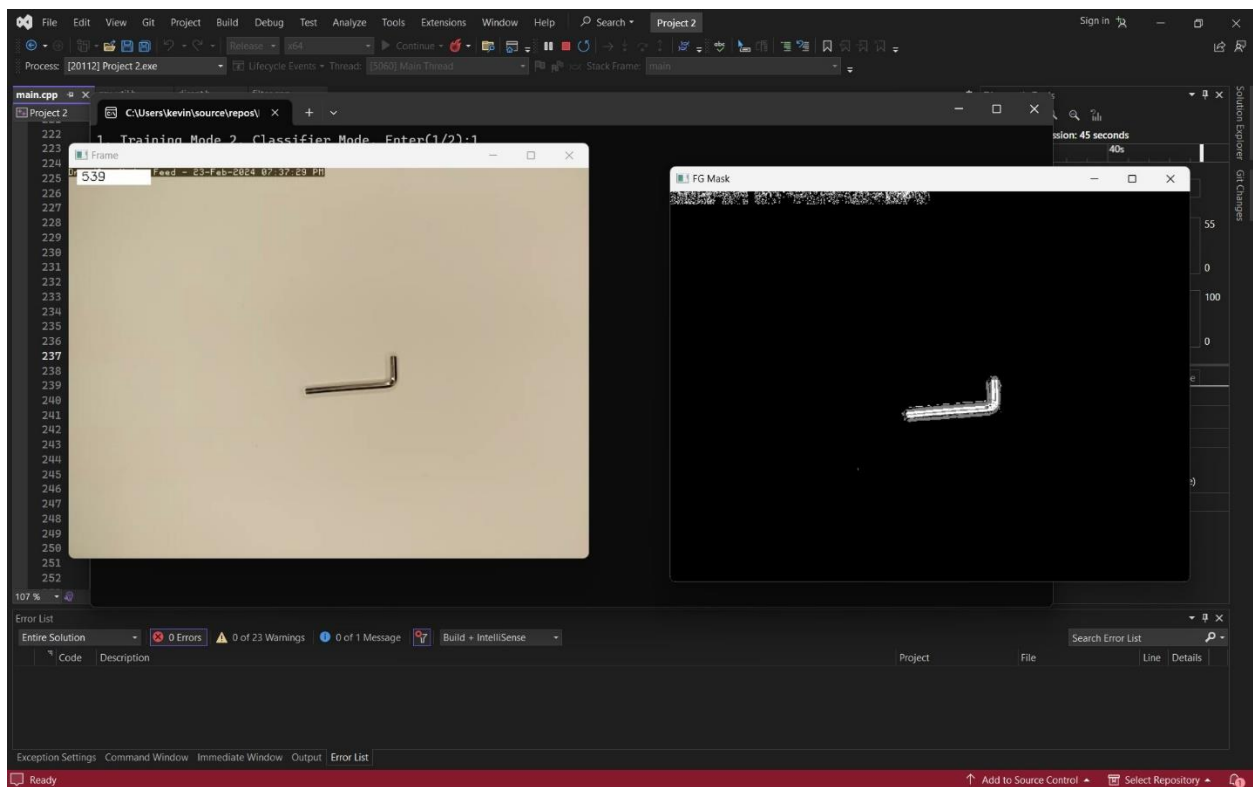 File Edit View Git Project Build Debug Test Analyze Tools Extensions Window Help Search Project 2 Sign in
Release x64 Continue
Process: [20112] Project 2.exe Lifecycle Events Thread: [5060] Main Thread Stack Frame: main
main.cpp
Project 2 C:\Users\kevin\source\repos\
1. Training Mode 2. Classifier Mode. Enter(1/2):1
ssion: 45 seconds
40s
Frame
539 Feed - 23-Feb-2024 07:37:29 PM
FG Mask
55
0
100
0
222
223
224
225
226
227
228
229
230
231
232
233
234
235
236
237
238
239
240
241
242
243
244
245
246
247
248
249
250
251
252
107 %
Solution Explorer
Git Changes
Error List
Entire Solution 0 Errors 0 of 23 Warnings 0 of 1 Message Build + IntelliSense Search Error List
Code Description Project File Line Details
Exception Settings Command Window Immediate Window Output Error List
Ready Add to Source Control Select Repository 1